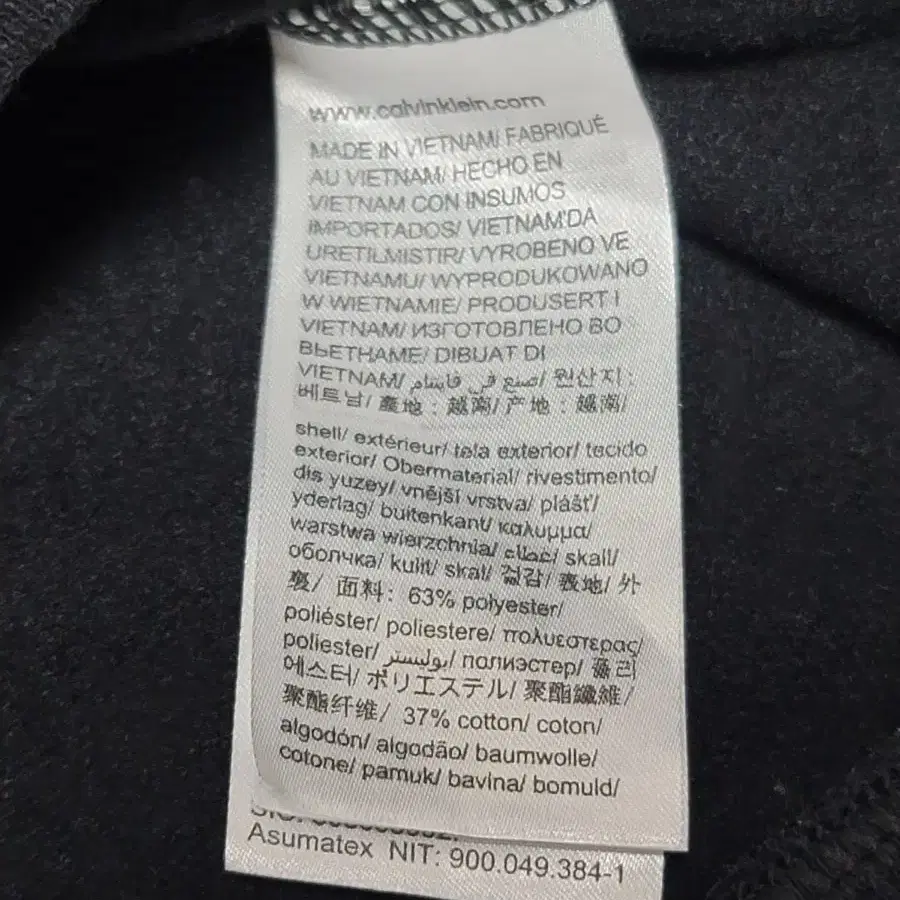 www.calvinklein.com
MADE IN VIETNAM/ FABRIQUÉ
AU VIETNAM/ HECHO EN
VIETNAM CON INSUMOS
IMPORTADOS/ VIETNAM'DA
URETILMISTIR/ VYROBENO VE
VIETNAMU/ WYPRODUKOWANO
W WIETNAMIE/ PRODUSERT I
VIETNAM/ ИЗГОТОВЛЕНО ВО
ВЬЕТНАМЕ/ DIBUAT DI
VIETNAM/ صنع في فايتنام/ 원산지 :
베트남/ 產地 : 越南/ 产地 : 越南/
shell/ extérieur/ tela exterior/ tecido
exterior/ Obermaterial/ rivestimento/
dis yuzey/ vnější vrstva/ plášť/
yderlag/ buitenkant/ καλυμμα/
warstwa wierzchnia/ غطاء/ skall/
оболчка/ kulit/ skal/ 겉감/ 表地/ 外
裏/ 面料: 63% polyester/
poliéster/ poliestere/ πολυεστερας/
poliester/ بوليستر/ полиэстер/ 폴리
에스터/ ポリエステル/ 聚酯纖維/
聚酯纤维/ 37% cotton/ coton/
algodón/ algodão/ baumwolle/
cotone/ pamuk/ bavlna/ bomuld/
Asumatex NIT: 900.049.384-1